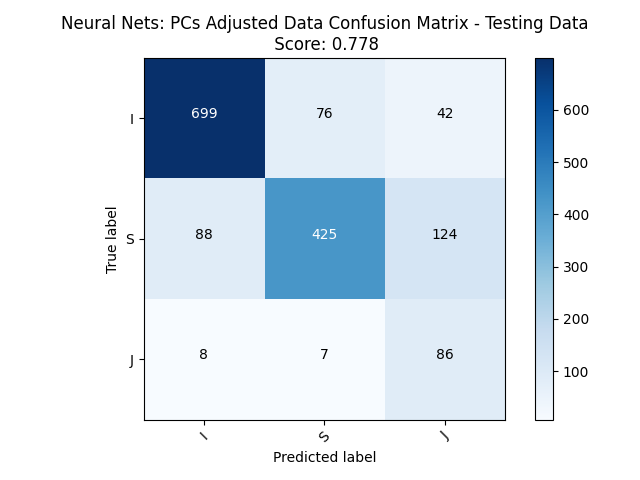 Neural Nets: PCs Adjusted Data Confusion Matrix - Testing Data
Score: 0.778
I 699 76 42
S 88 425 124
J 8 7 86
I S J
True label
Predicted label
600
500
400
300
200
100